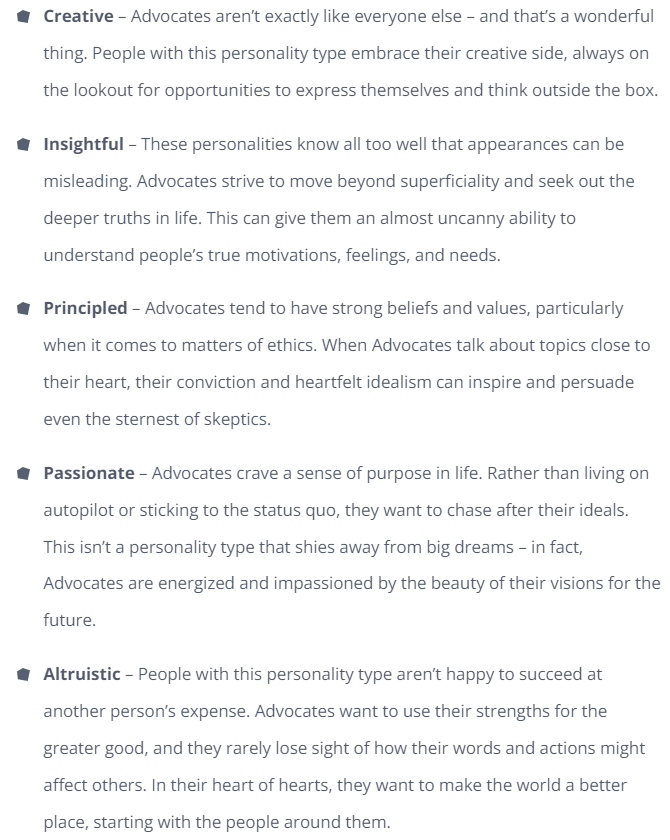 Creative – Advocates aren’t exactly like everyone else – and that’s a wonderful
thing. People with this personality type embrace their creative side, always on
the lookout for opportunities to express themselves and think outside the box.
Insightful – These personalities know all too well that appearances can be
misleading. Advocates strive to move beyond superficiality and seek out the
deeper truths in life. This can give them an almost uncanny ability to
understand people’s true motivations, feelings, and needs.
Principled – Advocates tend to have strong beliefs and values, particularly
when it comes to matters of ethics. When Advocates talk about topics close to
their heart, their conviction and heartfelt idealism can inspire and persuade
even the sternest of skeptics.
Passionate – Advocates crave a sense of purpose in life. Rather than living on
autopilot or sticking to the status quo, they want to chase after their ideals.
This isn’t a personality type that shies away from big dreams – in fact,
Advocates are energized and impassioned by the beauty of their visions for the
future.
Altruistic – People with this personality type aren’t happy to succeed at
another person’s expense. Advocates want to use their strengths for the
greater good, and they rarely lose sight of how their words and actions might
affect others. In their heart of hearts, they want to make the world a better
place, starting with the people around them.